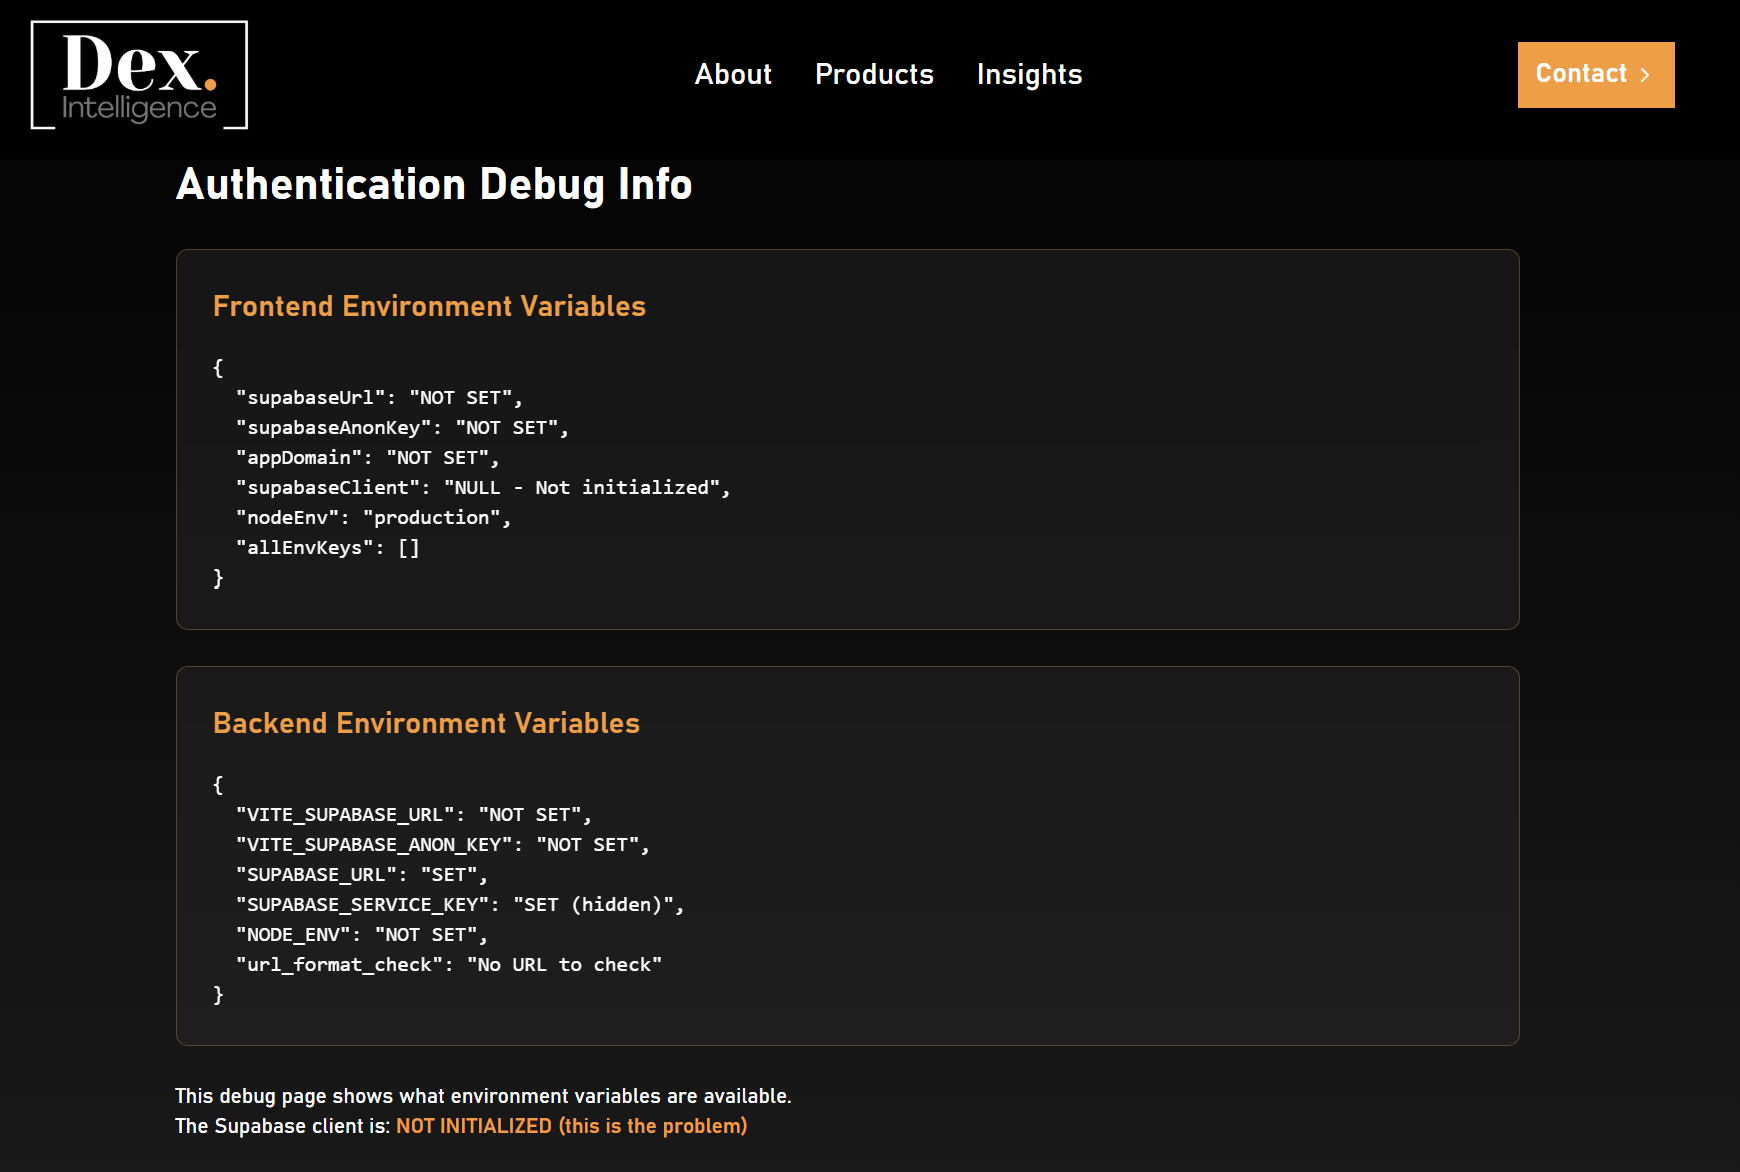 Dex.
Intelligence
About
Products
Insights
Contact >
Authentication Debug Info
Frontend Environment Variables
{
  "supabaseUrl": "NOT SET",
  "supabaseAnonKey": "NOT SET",
  "appDomain": "NOT SET",
  "supabaseClient": "NULL - Not initialized",
  "nodeEnv": "production",
  "allEnvKeys": []
}
Backend Environment Variables
{
  "VITE_SUPABASE_URL": "NOT SET",
  "VITE_SUPABASE_ANON_KEY": "NOT SET",
  "SUPABASE_URL": "SET",
  "SUPABASE_SERVICE_KEY": "SET (hidden)",
  "NODE_ENV": "NOT SET",
  "url_format_check": "No URL to check"
}
This debug page shows what environment variables are available.
The Supabase client is: NOT INITIALIZED (this is the problem)